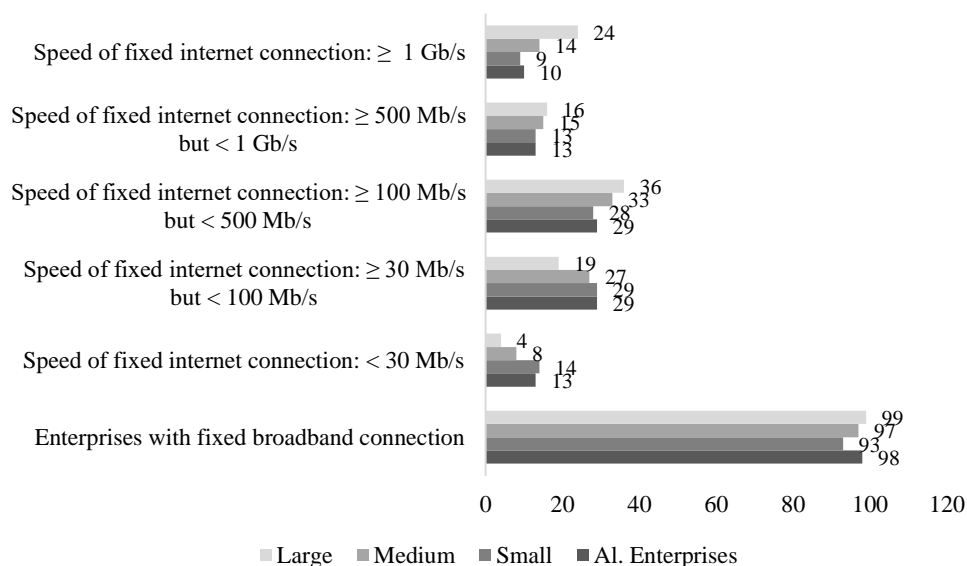 Speed of fixed internet connection: ≥ 1 Gb/s
24
14
9
10
Speed of fixed internet connection: ≥ 500 Mb/s
but < 1 Gb/s
16
15
13
13
Speed of fixed internet connection: ≥ 100 Mb/s
but < 500 Mb/s
36
33
28
29
Speed of fixed internet connection: ≥ 30 Mb/s
but < 100 Mb/s
19
27
29
29
Speed of fixed internet connection: < 30 Mb/s
4
8
14
13
Enterprises with fixed broadband connection
99
97
93
98
0 20 40 60 80 100 120
Large Medium Small Al. Enterprises